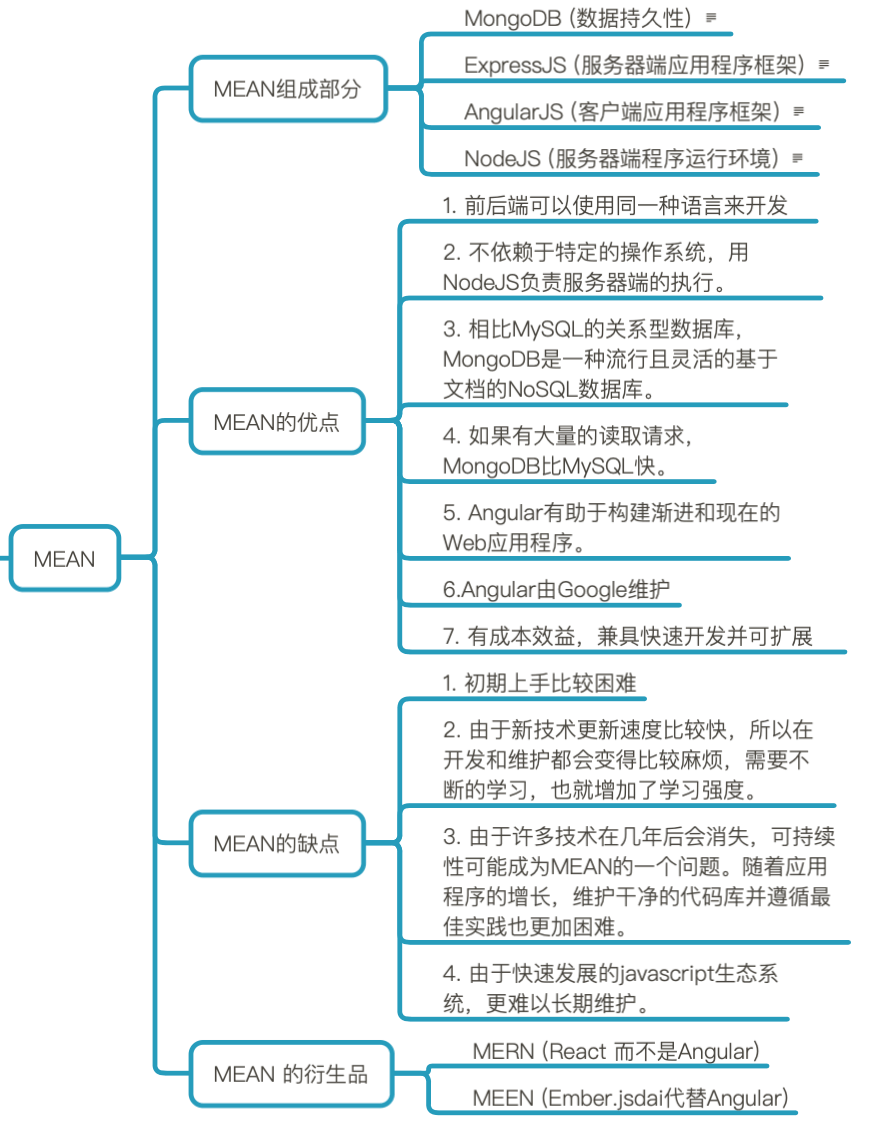 MEAN
MEAN组成部分
MongoDB (数据持久性)
ExpressJS (服务器端应用程序框架)
AngularJS (客户端应用程序框架)
NodeJS (服务器端程序运行环境)
MEAN的优点
1. 前后端可以使用同一种语言来开发
2. 不依赖于特定的操作系统，用
NodeJS负责服务器端的执行。
3. 相比MySQL的关系型数据库，
MongoDB是一种流行且灵活的基于
文档的NoSQL数据库。
4. 如果有大量的读取请求，
MongoDB比MySQL快。
5. Angular有助于构建渐进和现在的
Web应用程序。
6.Angular由Google维护
7. 有成本效益，兼具快速开发并可扩展
MEAN的缺点
1. 初期上手比较困难
2. 由于新技术更新速度比较快，所以在
开发和维护都会变得比较麻烦，需要不
断的学习，也就增加了学习强度。
3. 由于许多技术在几年后会消失，可持续
性可能成为MEAN的一个问题。随着应用
程序的增长，维护干净的代码库并遵循最
佳实践也更加困难。
4. 由于快速发展的javascript生态系
统，更难以长期维护。
MEAN 的衍生品
MERN (React 而不是Angular)
MEEN (Ember.jsdai代替Angular)